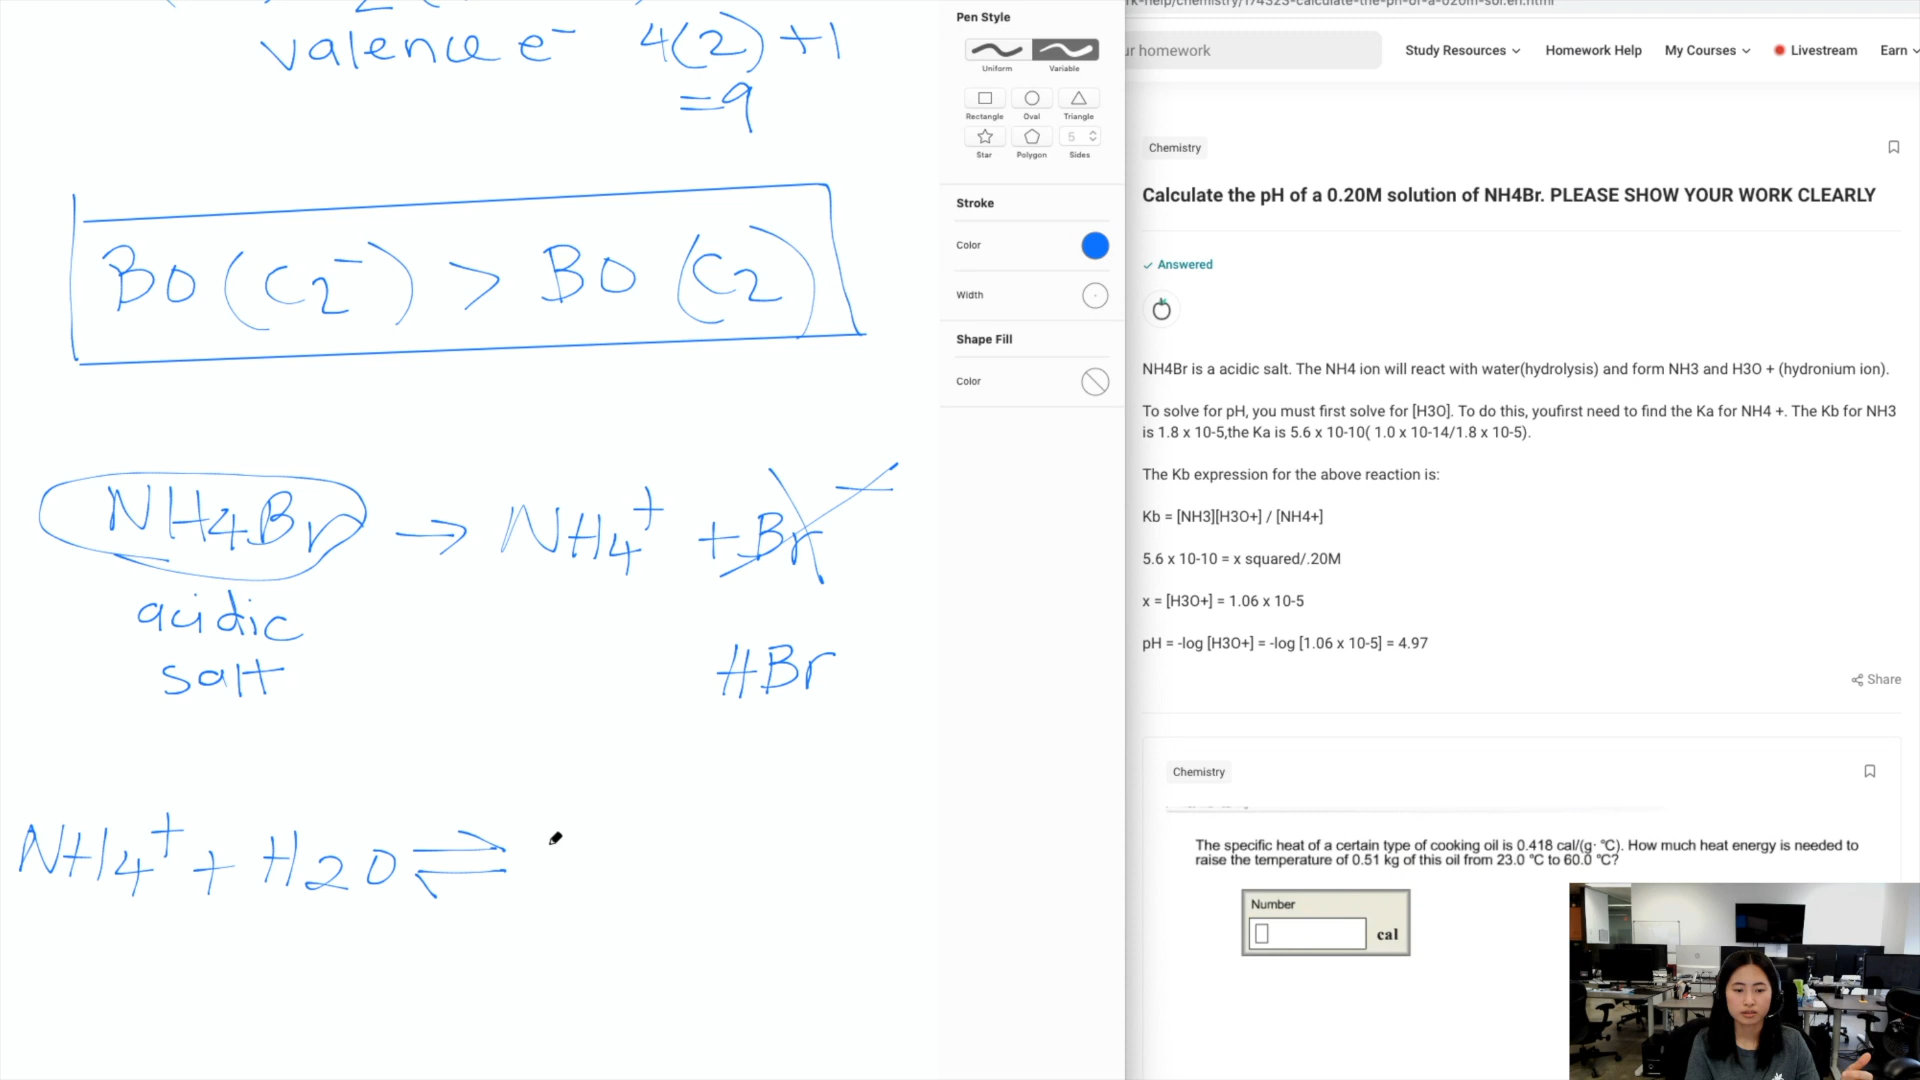 valence e⁻ 4(2)+1
=9
BO(C2⁻) > BO(C2)
NH4Br → NH4⁺ + Br⁻
acidic
salt
HBr
NH4⁺ + H2O ⇌
Pen Style
Uniform Variable
Rectangle Oval Triangle
5
Star Polygon Sides
Stroke
Color
Width
Shape Fill
Color
ur homework
Study Resources Homework Help My Courses Livestream Earn
Chemistry
Calculate the pH of a 0.20M solution of NH4Br. PLEASE SHOW YOUR WORK CLEARLY
Answered
NH4Br is a acidic salt. The NH4 ion will react with water(hydrolysis) and form NH3 and H3O + (hydronium ion).
To solve for pH, you must first solve for [H3O]. To do this, youfirst need to find the Ka for NH4 +. The Kb for NH3
is 1.8 x 10-5,the Ka is 5.6 x 10-10( 1.0 x 10-14/1.8 x 10-5).
The Kb expression for the above reaction is:
Kb = [NH3][H3O+] / [NH4+]
5.6 x 10-10 = x squared/.20M
x = [H3O+] = 1.06 x 10-5
pH = -log [H3O+] = -log [1.06 x 10-5] = 4.97
Share
Chemistry
The specific heat of a certain type of cooking oil is 0.418 cal/(g· °C). How much heat energy is needed to
raise the temperature of 0.51 kg of this oil from 23.0 °C to 60.0 °C?
Number
cal